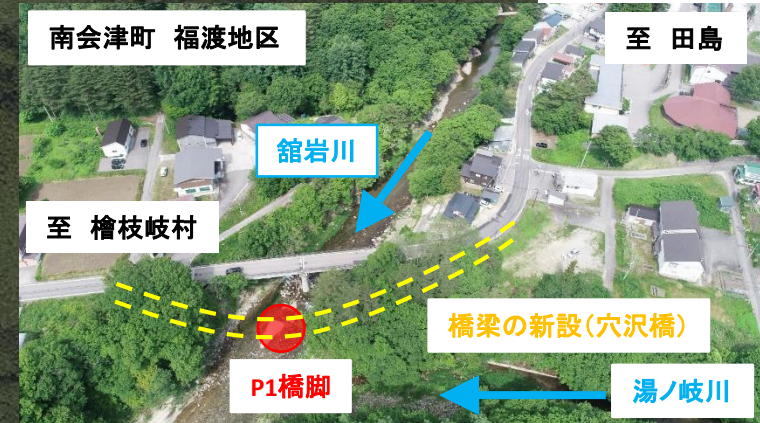 南会津町　福渡地区
至　田島
舘岩川
至　檜枝岐村
橋梁の新設（穴沢橋）
P1橋脚
湯ノ岐川